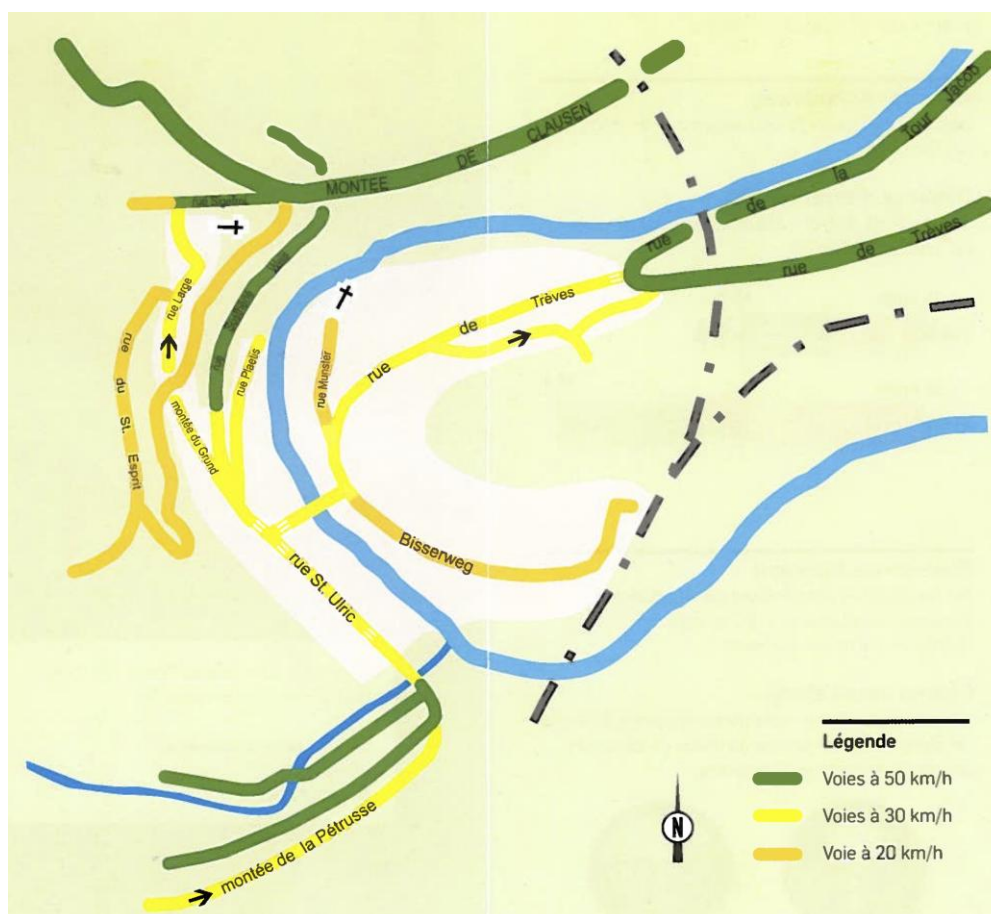 MONTEE DE CLAUSEN
rue de la Tour Jacob
rue de Trèves
rue Large
rue de Trèves
rue Plaetis
rue Munster
rue du St. Esprit
montée du Grund
Bisserweg
rue St. Ulric
montée de la Pétrusse
N
Légende
Voies à 50 km/h
Voies à 30 km/h
Voie à 20 km/h